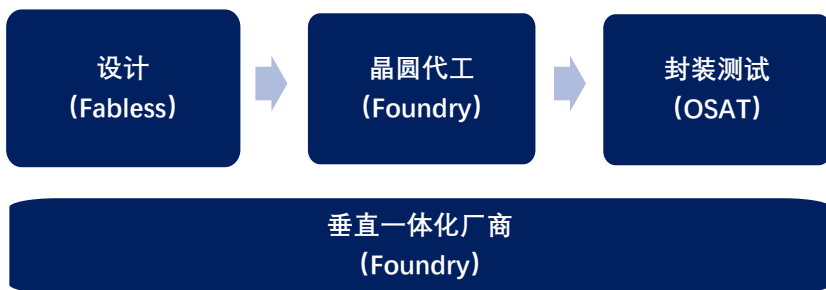 设计
（Fabless）
晶圆代工
（Foundry）
封装测试
（OSAT）
垂直一体化厂商
（Foundry）